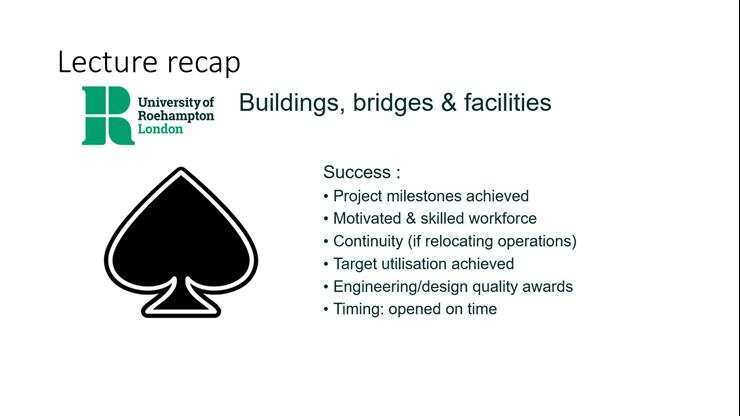 Lecture recap
University of
Roehampton
London
Buildings, bridges & facilities
Success :
• Project milestones achieved
• Motivated & skilled workforce
• Continuity (if relocating operations)
• Target utilisation achieved
• Engineering/design quality awards
• Timing: opened on time